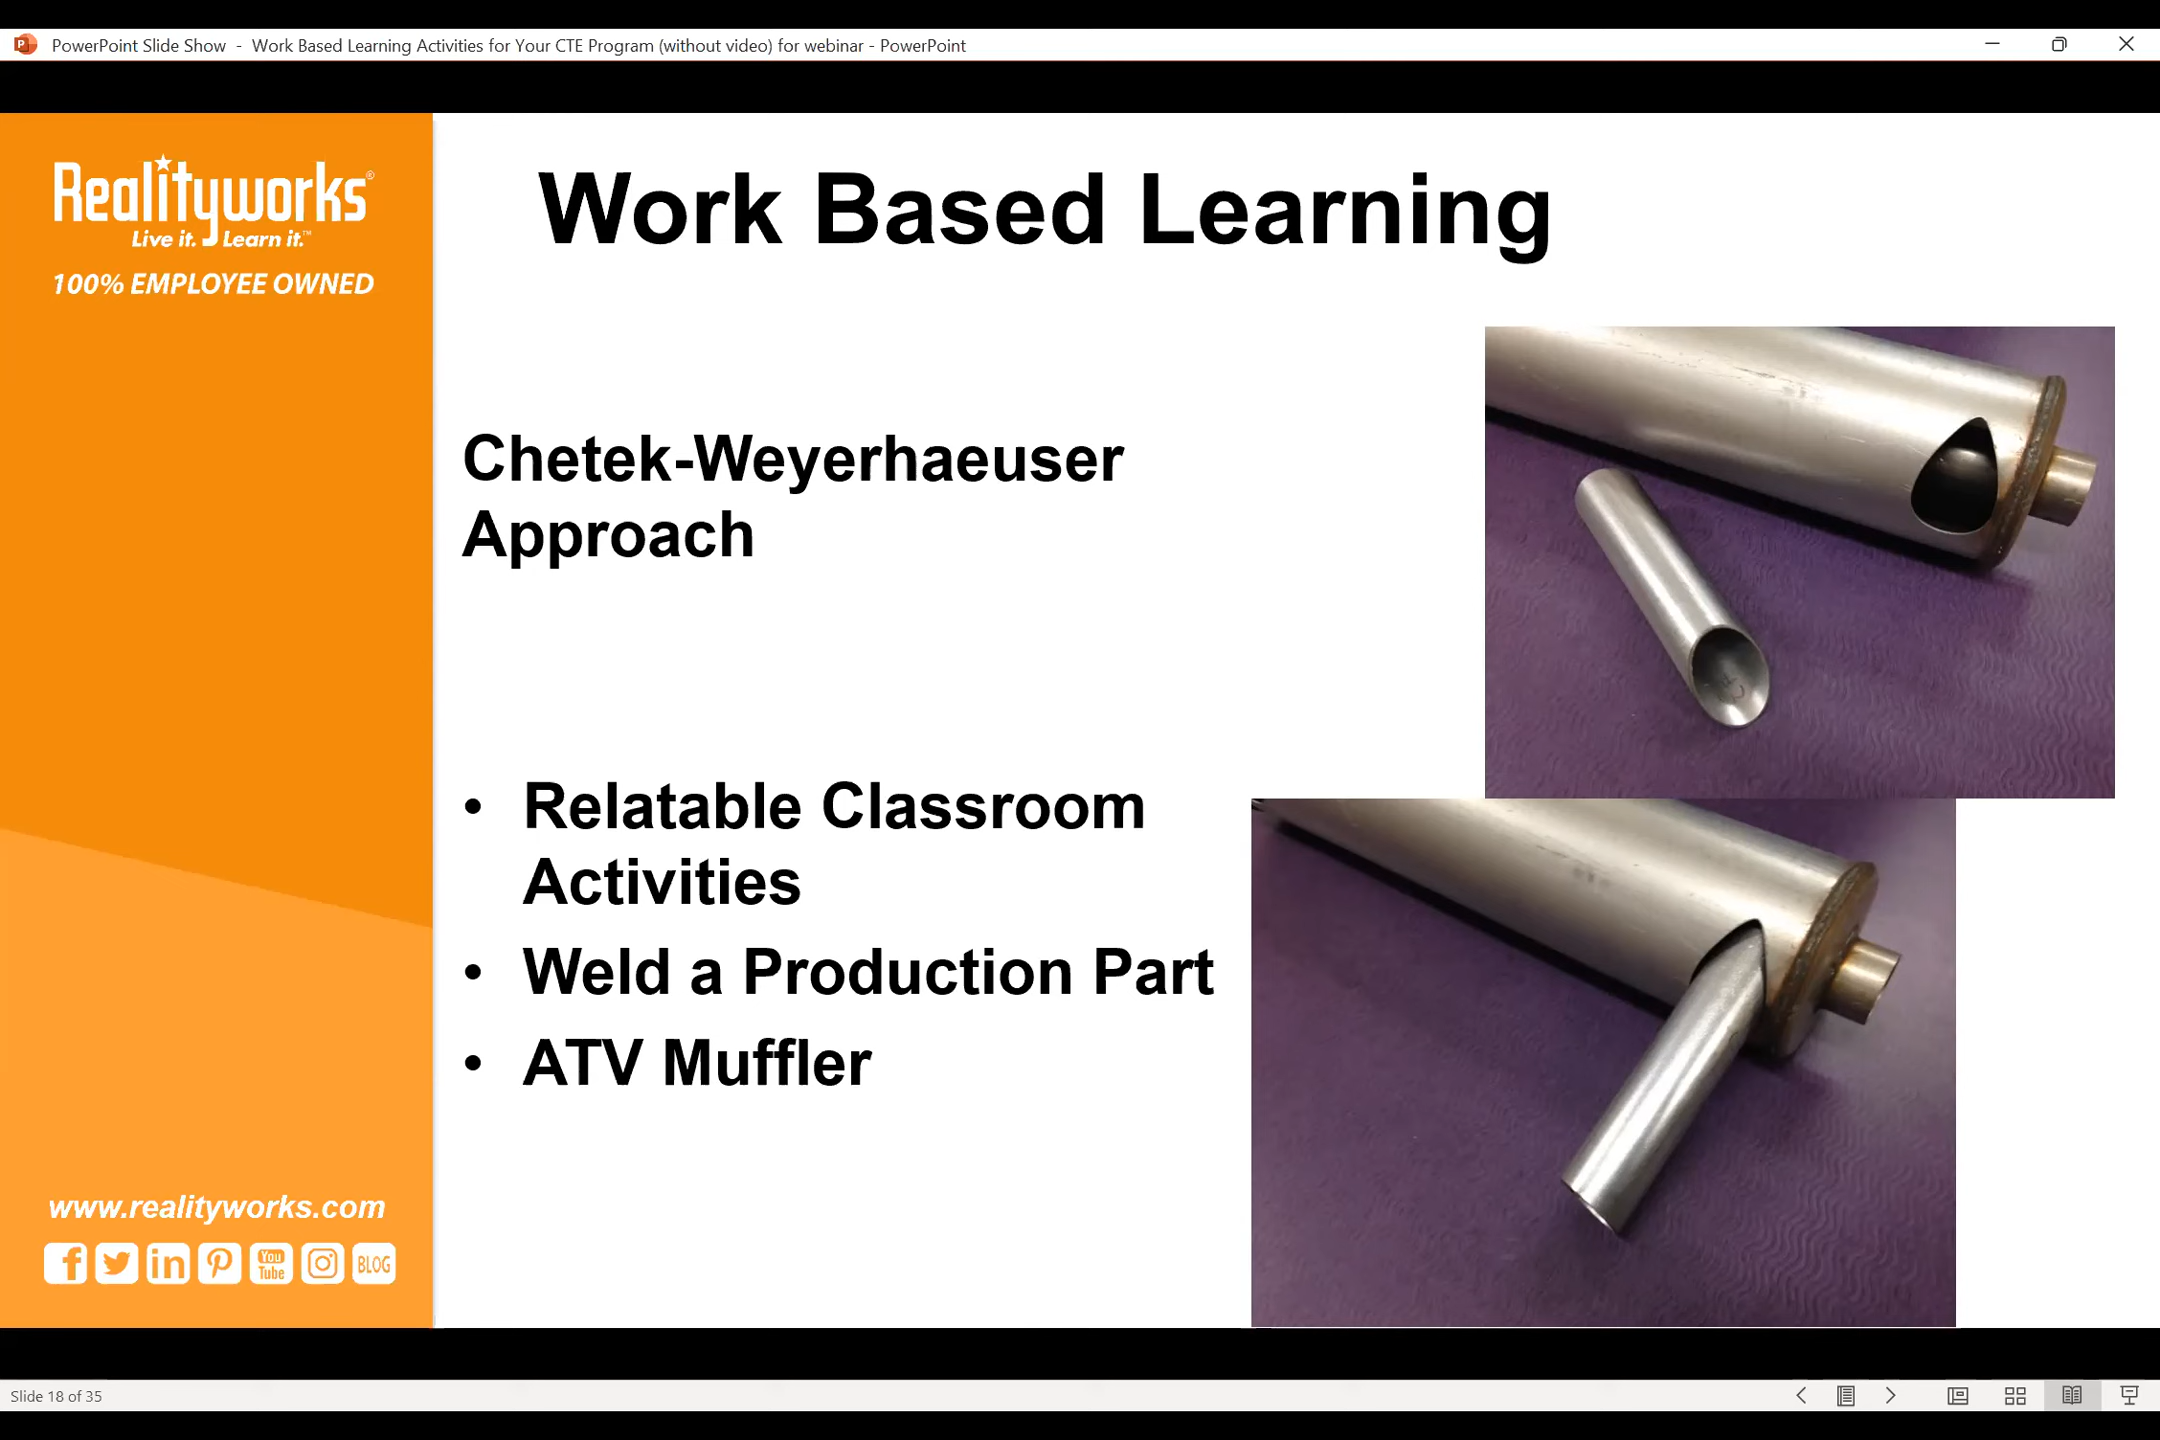 PowerPoint Slide Show - Work Based Learning Activities for Your CTE Program (without video) for webinar - PowerPoint
Realityworks®
Live it. Learn it.™
100% EMPLOYEE OWNED
Work Based Learning
Chetek-Weyerhaeuser
Approach
• Relatable Classroom
Activities
• Weld a Production Part
• ATV Muffler
www.realityworks.com
You
Tube
BLOG
Slide 18 of 35